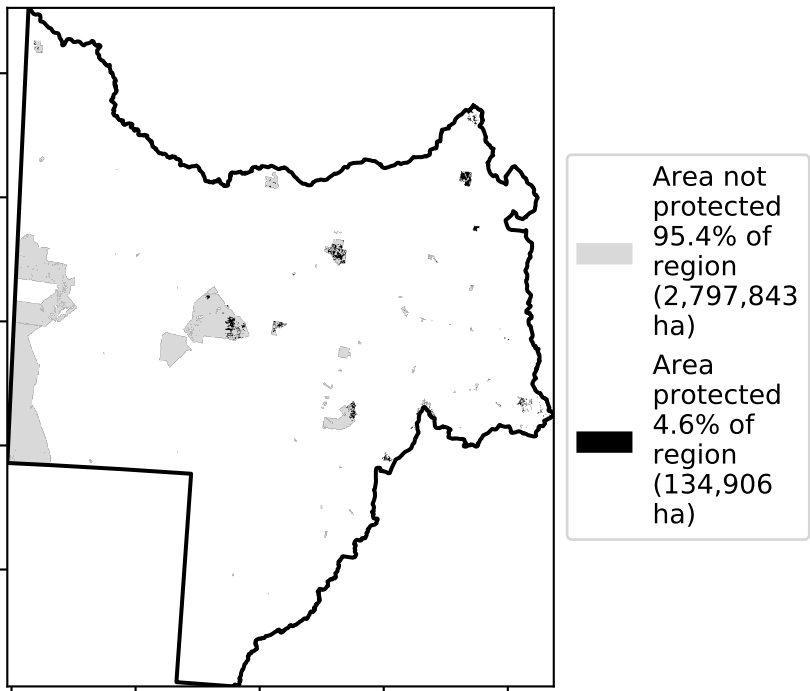 Area not
protected
95.4% of
region
(2,797,843
ha)
Area
protected
4.6% of
region
(134,906
ha)